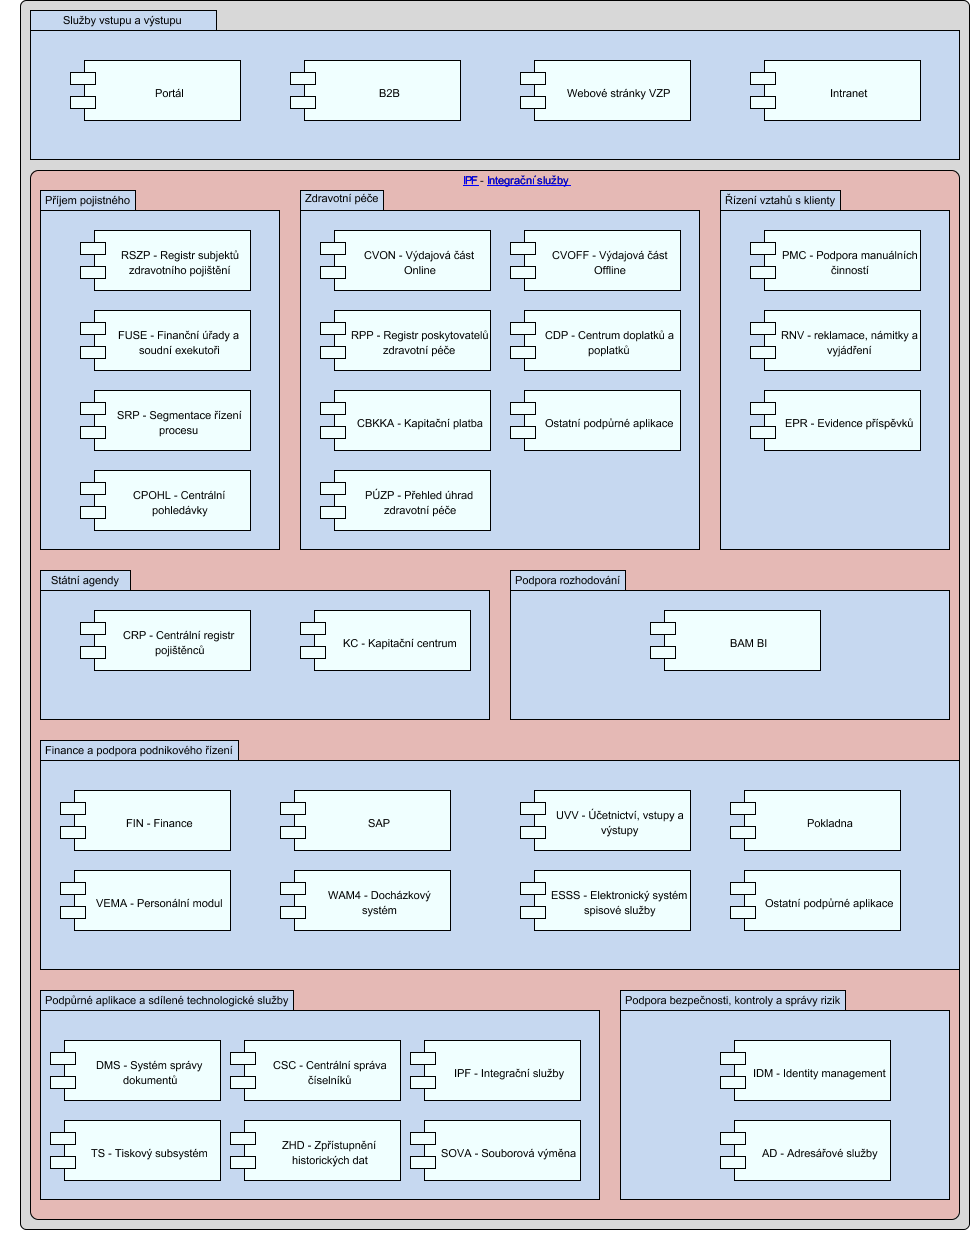 Služby vstupu a výstupu
Portál
B2B
Webové stránky VZP
Intranet
IPF - Integrační služby
Příjem pojistného
RSZP - Registr subjektů
zdravotního pojištění
FUSE - Finanční úřady a
soudní exekutoři
SRP - Segmentace řízení
procesu
CPOHL - Centrální
pohledávky
Zdravotní péče
CVON - Výdajová část
Online
CVOFF - Výdajová část
Offline
RPP - Registr poskytovatelů
zdravotní péče
CDP - Centrum doplatků a
poplatků
CBKKA - Kapitační platba
Ostatní podpůrné aplikace
PÚZP - Přehled úhrad
zdravotní péče
Řízení vztahů s klienty
PMC - Podpora manuálních
činností
RNV - reklamace, námitky a
vyjádření
EPR - Evidence příspěvků
Státní agendy
CRP - Centrální registr
pojištěnců
KC - Kapitační centrum
Podpora rozhodování
BAM BI
Finance a podpora podnikového řízení
FIN - Finance
SAP
UVV - Účetnictví, vstupy a
výstupy
Pokladna
VEMA - Personální modul
WAM4 - Docházkový
systém
ESSS - Elektronický systém
spisové služby
Ostatní podpůrné aplikace
Podpůrné aplikace a sdílené technologické služby
DMS - Systém správy
dokumentů
CSC - Centrální správa
číselníků
IPF - Integrační služby
TS - Tiskový subsystém
ZHD - Zpřístupnění
historických dat
SOVA - Souborová výměna
Podpora bezpečnosti, kontroly a správy rizik
IDM - Identity management
AD - Adresářové služby